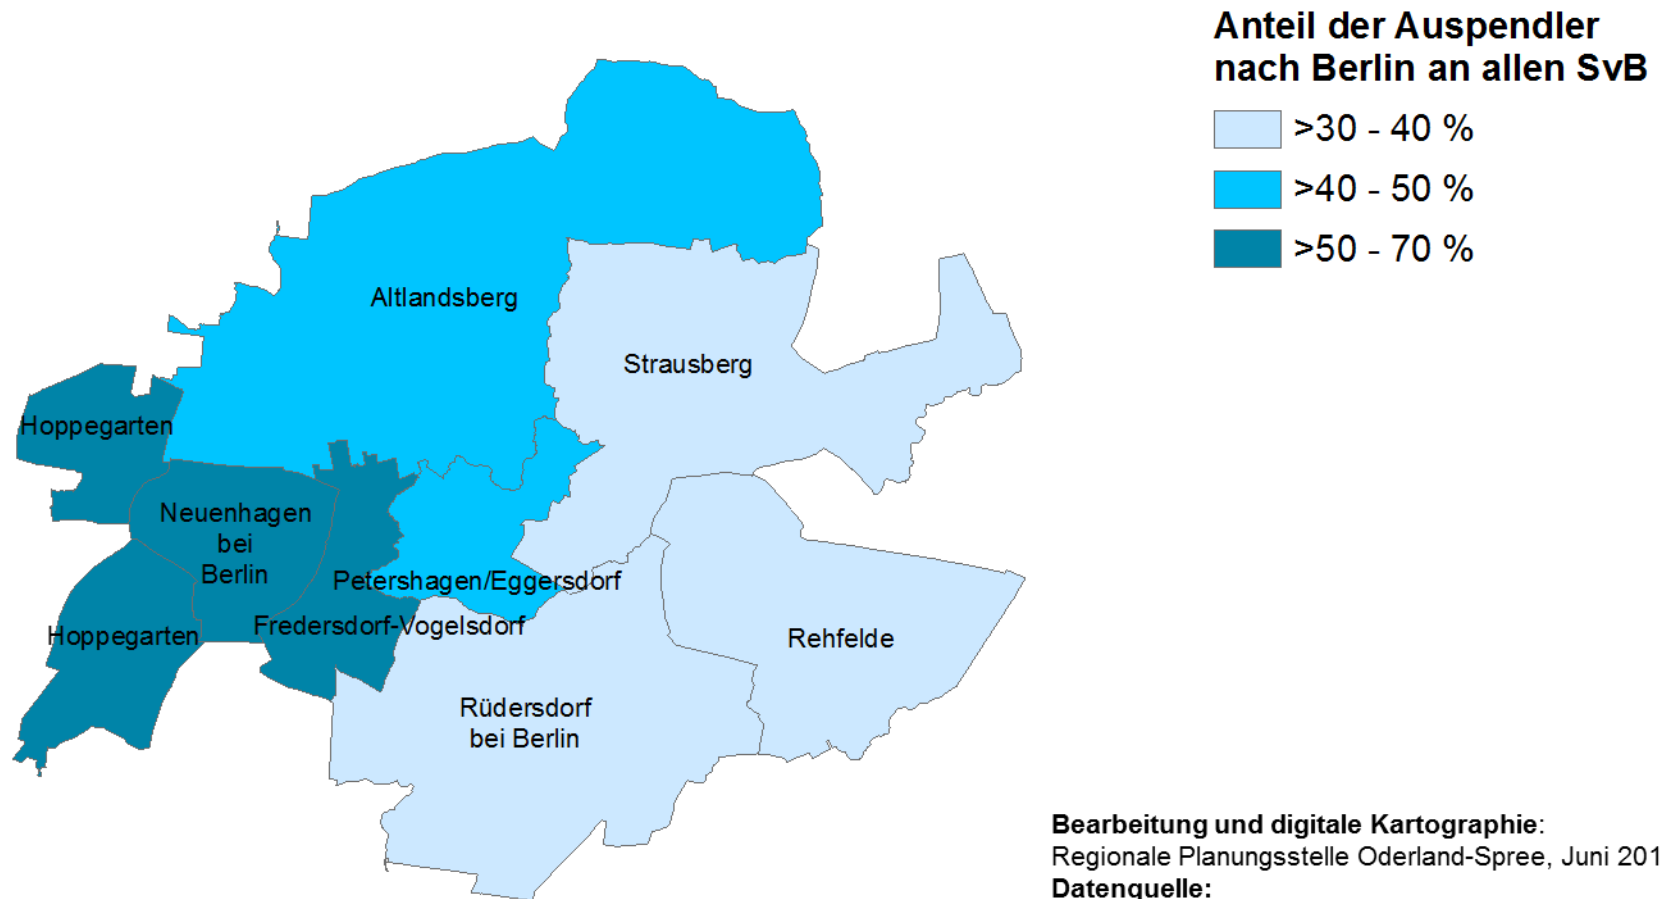 Anteil der Auspendler
nach Berlin an allen SvB
>30 - 40 %
>40 - 50 %
>50 - 70 %
Altlandsberg
Strausberg
Hoppegarten
Neuenhagen
bei
Berlin
Petershagen/Eggersdorf
Fredersdorf-Vogelsdorf
Hoppegarten
Rehfelde
Rüdersdorf
bei Berlin
Bearbeitung und digitale Kartographie:
Regionale Planungsstelle Oderland-Spree, Juni 201
Datenquelle: